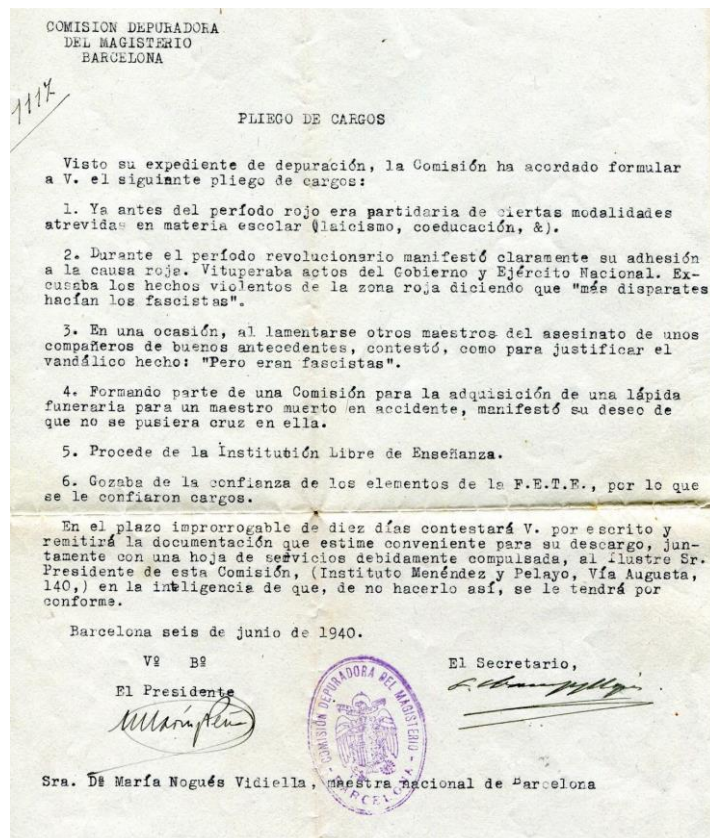 COMISION DEPURADORA
DEL MAGISTERIO
BARCELONA
1117
PLIEGO DE CARGOS
Visto su expediente de depuración, la Comisión ha acordado formular
a V. el siguiente pliego de cargos:
1. Ya antes del período rojo era partidaria de ciertas modalidades
atrevidas en materia escolar (laicismo, coeducación, &).
2. Durante el período revolucionario manifestó claramente su adhesión
a la causa roja. Vituperaba actos del Gobierno y Ejército Nacional. Ex-
cusaba los hechos violentos de la zona roja diciendo que "más disparates
hacían los fascistas".
3. En una ocasión, al lamentarse otros maestros del asesinato de unos
compañeros de buenos antecedentes, contestó, como para justificar el
vandálico hecho: "Pero eran fascistas".
4. Formando parte de una Comisión para la adquisición de una lápida
funeraria para un maestro muerto en accidente, manifestó su deseo de
que no se pusiera cruz en ella.
5. Procede de la Institución Libre de Enseñanza.
6. Gozaba de la confianza de los elementos de la F.E.T.E., por lo que
se le confiaron cargos.
En el plazo improrrogable de diez días contestará V. por escrito y
remitirá la documentación que estime conveniente para su descargo, jun-
tamente con una hoja de servicios debidamente compulsada, al Ilustre Sr.
Presidente de esta Comisión, (Instituto Menéndez y Pelayo, Vía Augusta,
140,) en la inteligencia de que, de no hacerlo así, se le tendrá por
conforme.
Barcelona seis de junio de 1940.
Vº Bº
El Secretario,
El Presidente
COMISIÓN DEPURADORA DEL MAGISTERIO - BARCELONA -
Sra. Dª María Nogués Vidiella, maestra nacional de Barcelona